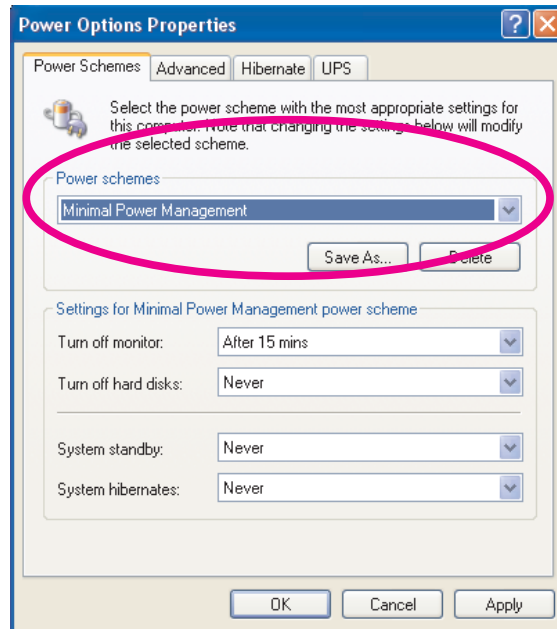 Power Options Properties
Power Schemes Advanced Hibernate UPS
Select the power scheme with the most appropriate settings for
this computer. Note that changing the settings below will modify
the selected scheme.
Power schemes
Minimal Power Management
Save As... Delete
Settings for Minimal Power Management power scheme
Turn off monitor: After 15 mins
Turn off hard disks: Never
System standby: Never
System hibernates: Never
OK Cancel Apply